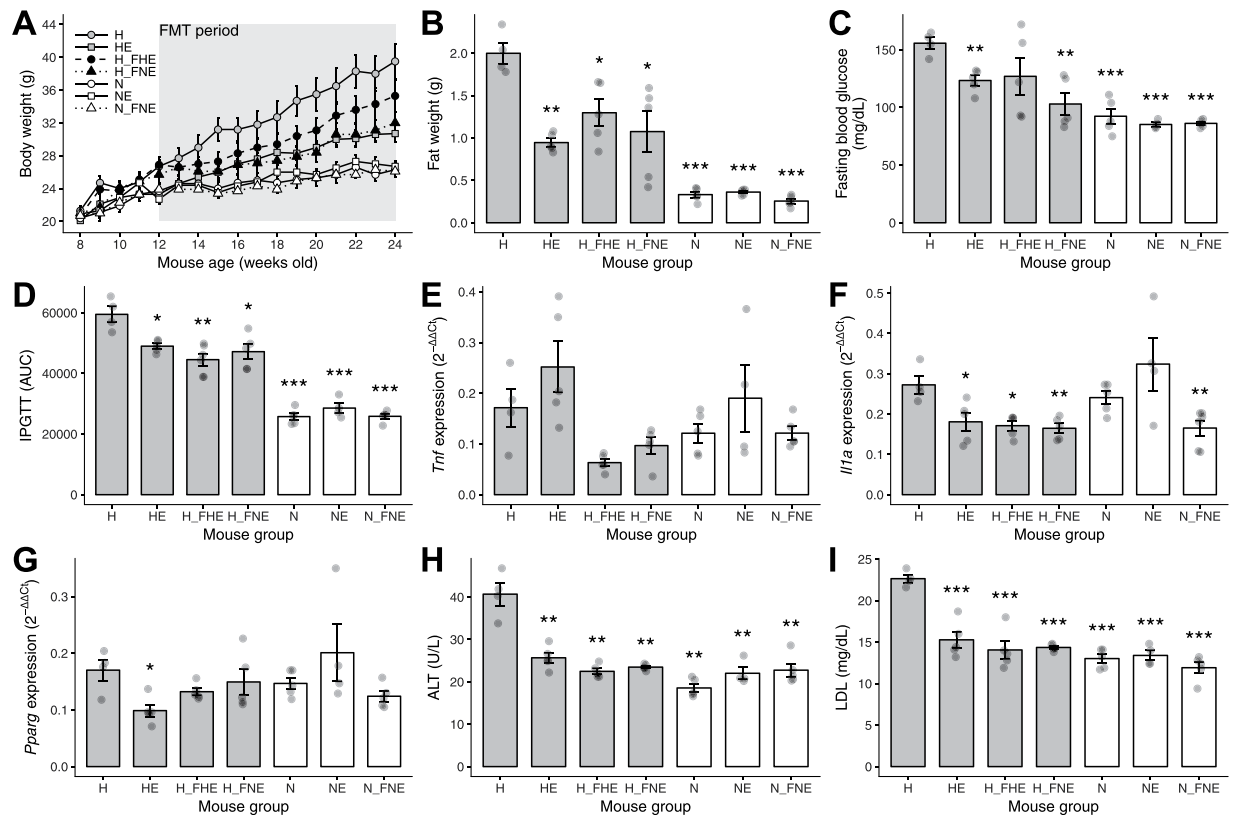 A
FMT period
H
HE
H_FHE
H_FNE
N
NE
N_FNE
Body weight (g)
44
40
36
32
28
24
20
8 10 12 14 16 18 20 22 24
Mouse age (weeks old)
B
Fat weight (g)
2.0
1.5
1.0
0.5
0.0
** * * *** *** ***
H HE H_FHE H_FNE N NE N_FNE
Mouse group
C
Fasting blood glucose
(mg/dL)
150
100
50
0
** ** *** *** ***
H HE H_FHE H_FNE N NE N_FNE
Mouse group
D
IPGTT (AUC)
60000
40000
20000
0
* ** * *** *** ***
H HE H_FHE H_FNE N NE N_FNE
Mouse group
E
Tnf expression (2−ΔΔCt)
0.4
0.3
0.2
0.1
0.0
H HE H_FHE H_FNE N NE N_FNE
Mouse group
F
Il1a expression (2−ΔΔCt)
0.5
0.4
0.3
0.2
0.1
0.0
* * ** **
H HE H_FHE H_FNE N NE N_FNE
Mouse group
G
Pparg expression (2−ΔΔCt)
0.3
0.2
0.1
0.0
*
H HE H_FHE H_FNE N NE N_FNE
Mouse group
H
ALT (U/L)
40
30
20
10
0
** ** ** ** ** **
H HE H_FHE H_FNE N NE N_FNE
Mouse group
I
LDL (mg/dL)
25
20
15
10
5
0
*** *** *** *** *** ***
H HE H_FHE H_FNE N NE N_FNE
Mouse group